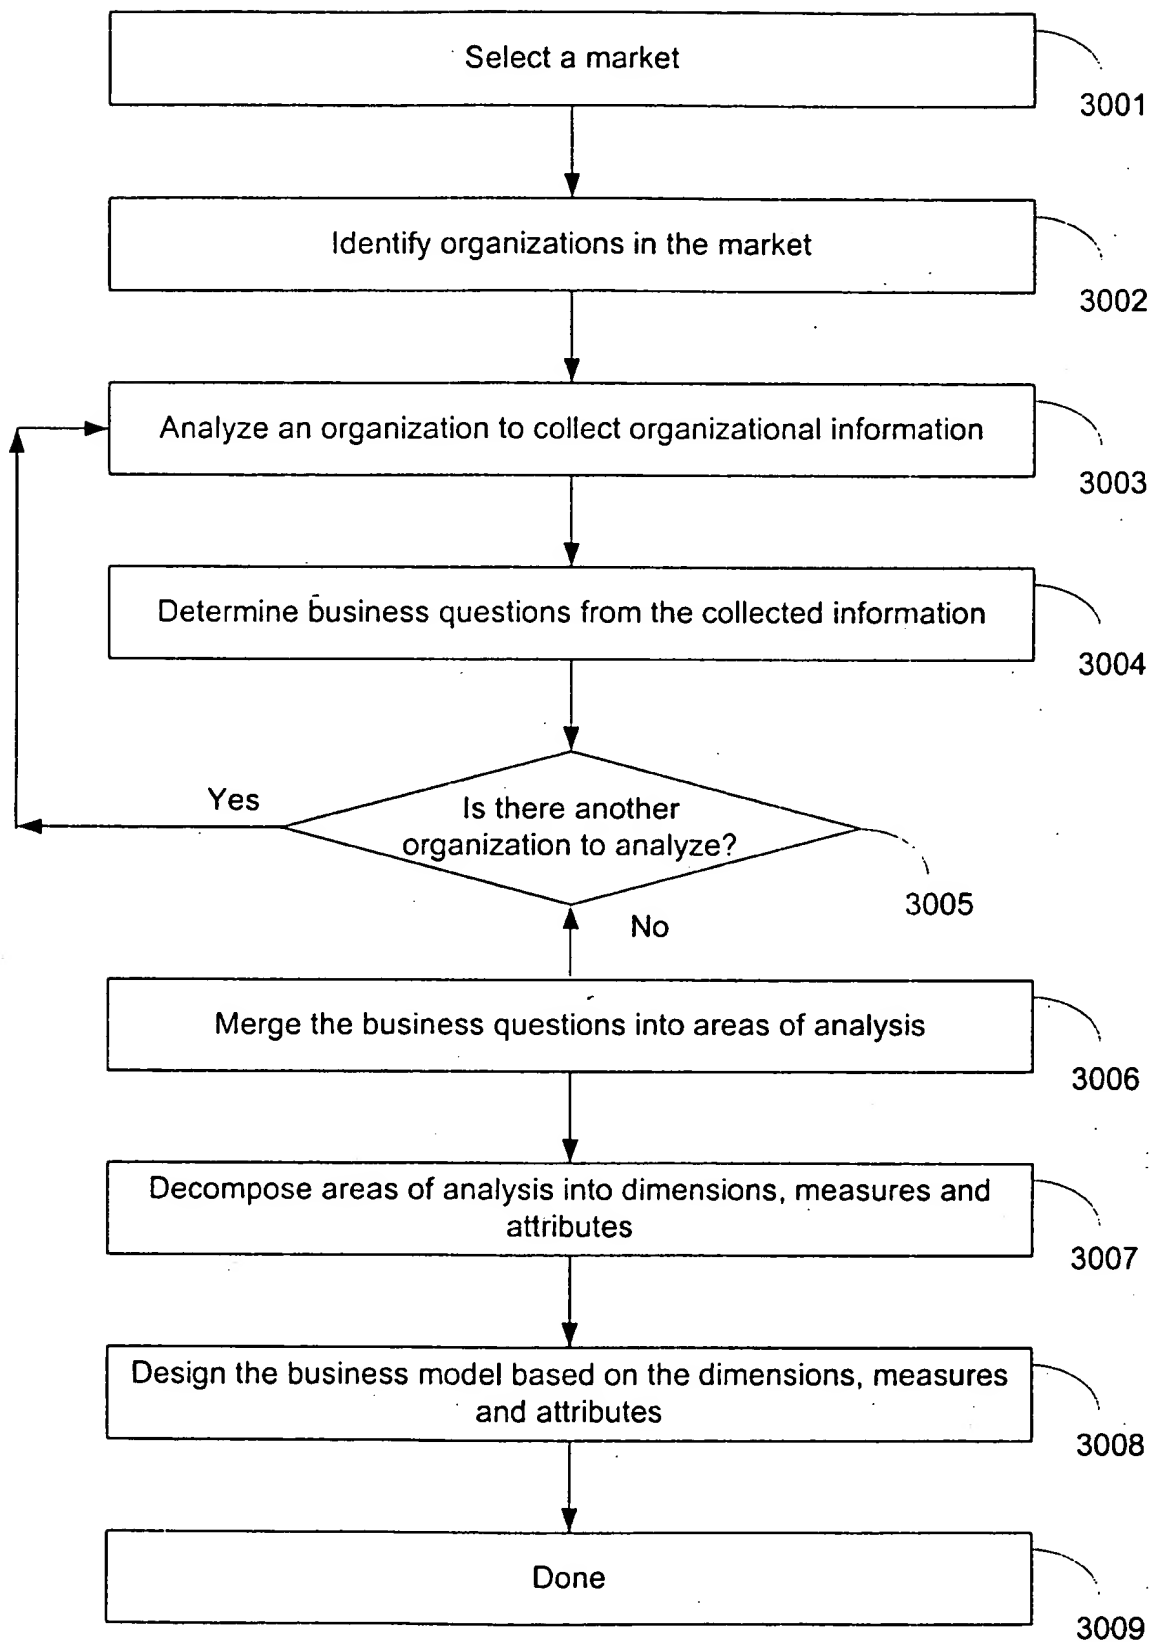 Select a market
3001
Identify organizations in the market
3002
Analyze an organization to collect organizational information
3003
Determine business questions from the collected information
3004
Yes
Is there another
organization to analyze?
3005
No
Merge the business questions into areas of analysis
3006
Decompose areas of analysis into dimensions, measures and
attributes
3007
Design the business model based on the dimensions, measures
and attributes
3008
Done
3009